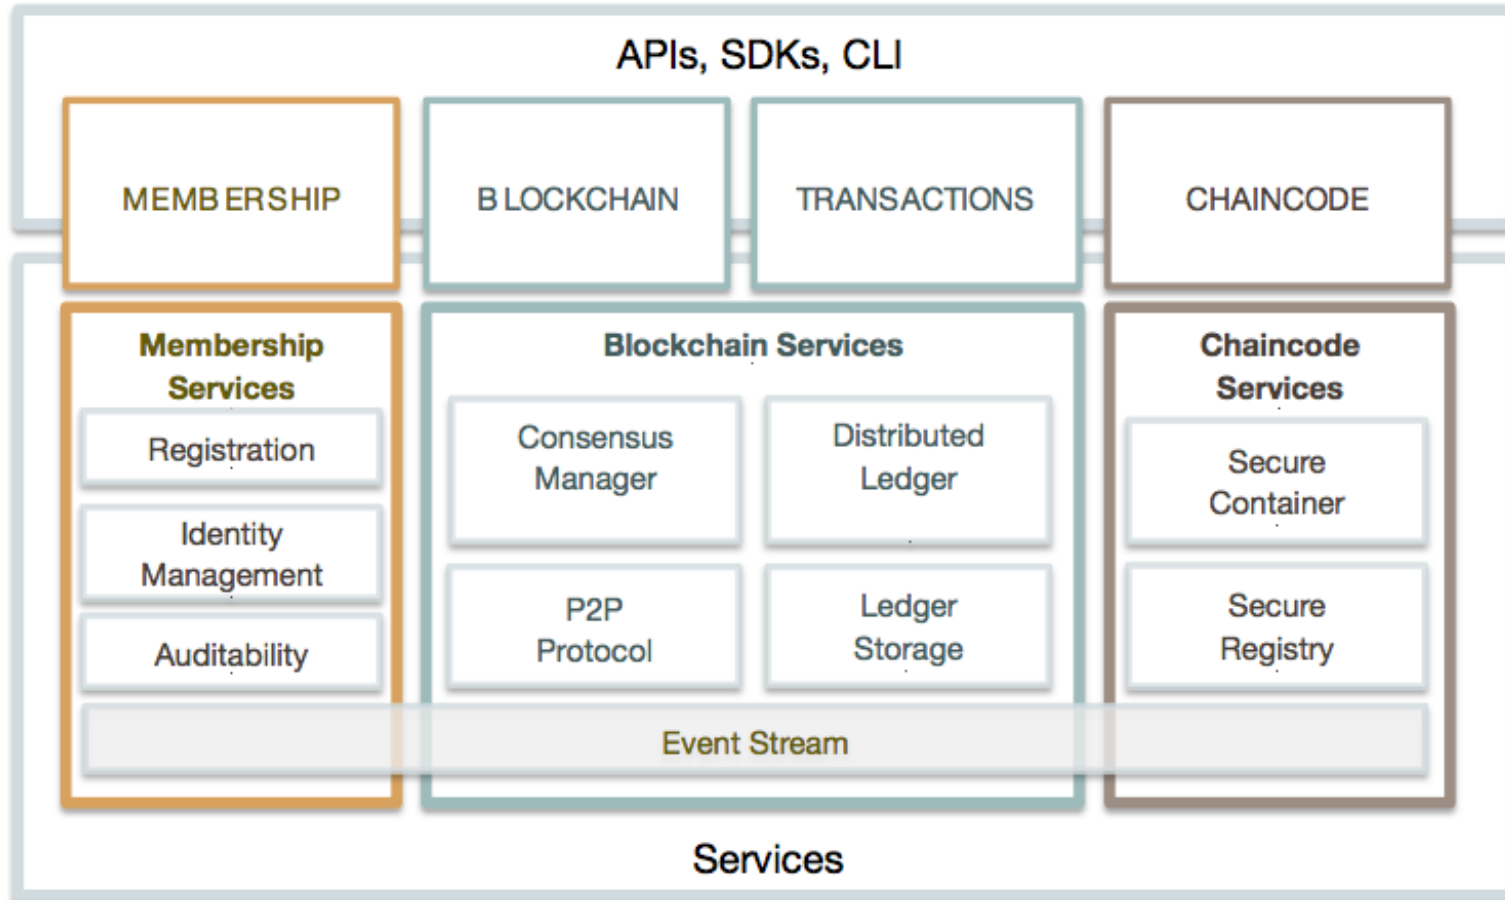 APIs, SDKs, CLI
MEMBERSHIP
BLOCKCHAIN
TRANSACTIONS
CHAINCODE
Membership
Services
Registration
Identity
Management
Auditability
Blockchain Services
Consensus
Manager
Distributed
Ledger
P2P
Protocol
Ledger
Storage
Chaincode
Services
Secure
Container
Secure
Registry
Event Stream
Services